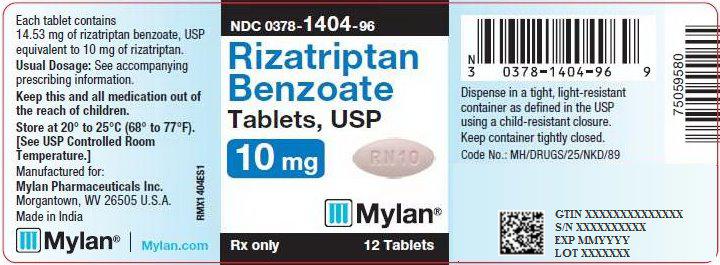 Each tablet contains
14.53 mg of rizatriptan benzoate, USP
equivalent to 10 mg of rizatriptan.
Usual Dosage: See accompanying
prescribing information.
Keep this and all medication out of
the reach of children.
Store at 20° to 25°C (68° to 77°F).
[See USP Controlled Room
Temperature.]
Manufactured for:
Mylan Pharmaceuticals Inc.
Morgantown, WV 26505 U.S.A.
Made in India
Mylan®
Mylan.com
RMX1404ES1
NDC 0378-1404-96
Rizatriptan
Benzoate
Tablets, USP
10 mg
RN10
Mylan®
Rx only 12 Tablets
N
3 0378-1404-96 9
75059580
Dispense in a tight, light-resistant
container as defined in the USP
using a child-resistant closure.
Keep container tightly closed.
Code No.: MH/DRUGS/25/NKD/89
GTIN XXXXXXXXXXXXXX
S/N XXXXXXXXXX
EXP MMYYYY
LOT XXXXXXX